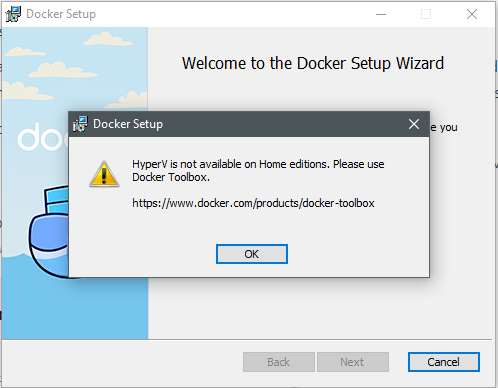 Docker Setup
Welcome to the Docker Setup Wizard
Docker Setup
you
HyperV is not available on Home editions. Please use
Docker Toolbox.
https://www.docker.com/products/docker-toolbox
OK
Back
Next
Cancel